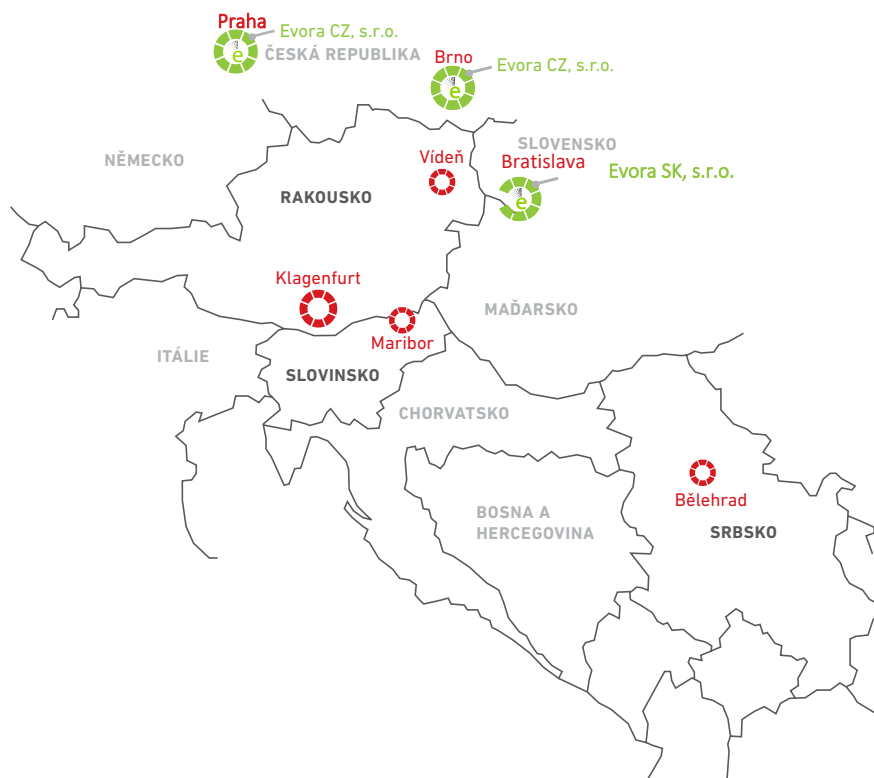 Praha
Evora CZ, s.r.o.
ČESKÁ REPUBLIKA
e
Brno
Evora CZ, s.r.o.
e
NĚMECKO
SLOVENSKO
Vídeň
Bratislava
Evora SK, s.r.o.
e
RAKOUSKO
Klagenfurt
MAĎARSKO
Maribor
ITÁLIE
SLOVINSKO
CHORVATSKO
Bělehrad
BOSNA A
HERCEGOVINA
SRBSKO